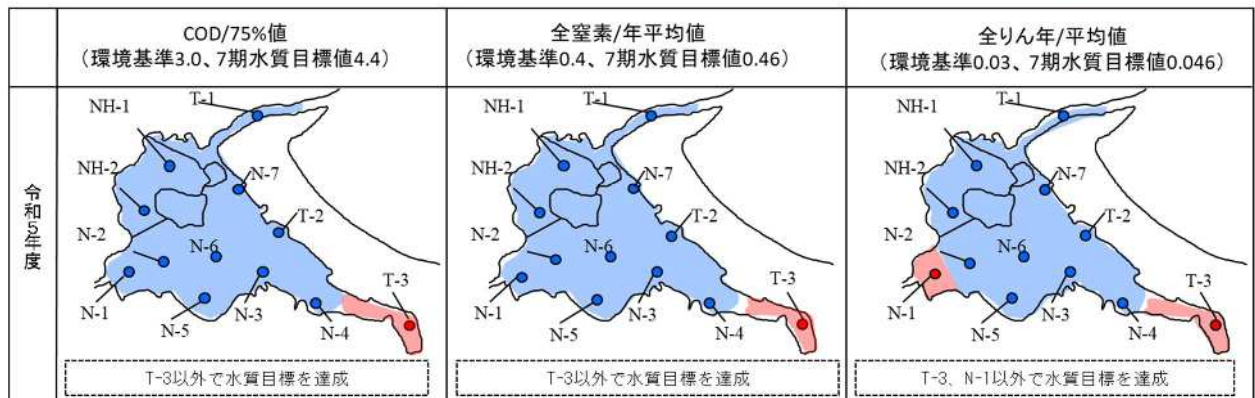 COD/75%値
（環境基準3.0、7期水質目標値4.4）
全窒素/年平均値
（環境基準0.4、7期水質目標値0.46）
全りん年/平均値
（環境基準0.03、7期水質目標値0.046）
令和5年度
T-1
NH-1
NH-2
N-7
T-2
N-2
N-6
T-3
N-1
N-5
N-3
N-4
T-3以外で水質目標を達成
T-1
NH-1
NH-2
N-7
T-2
N-2
N-6
T-3
N-1
N-5
N-3
N-4
T-3以外で水質目標を達成
T-1
NH-1
NH-2
N-7
T-2
N-2
N-6
T-3
N-1
N-5
N-3
N-4
T-3、N-1以外で水質目標を達成